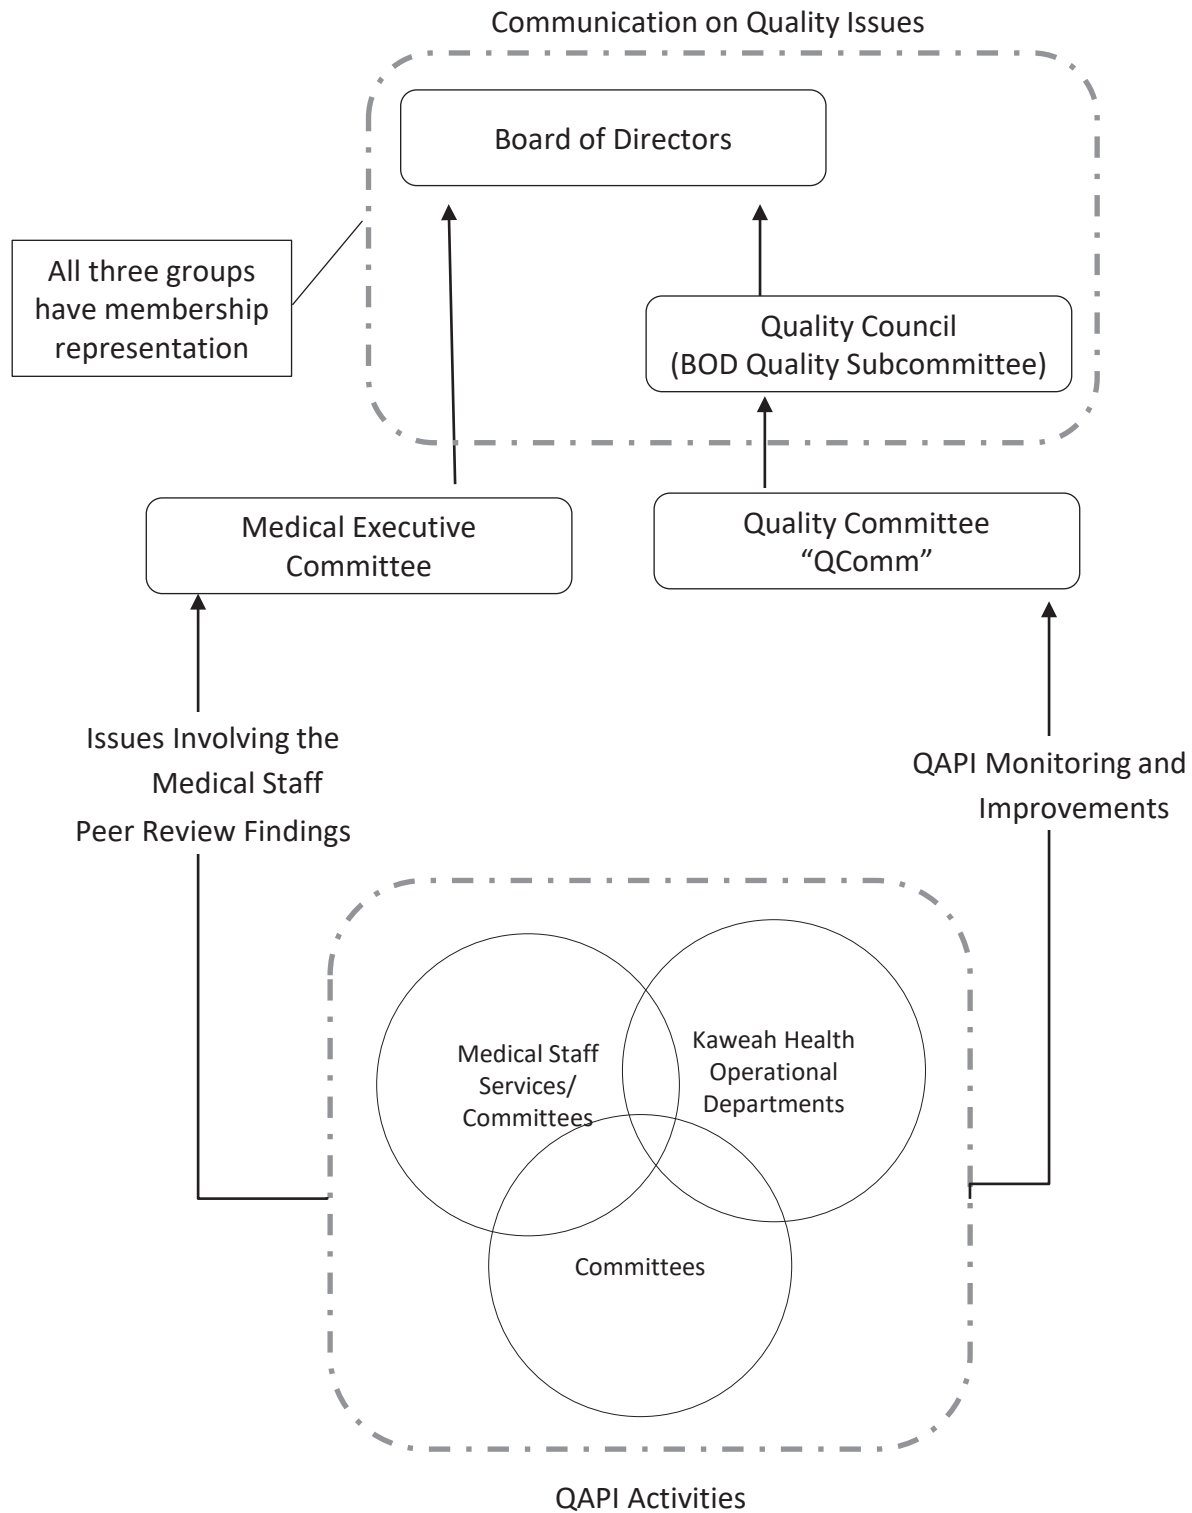 Communication on Quality Issues
Board of Directors
All three groups
have membership
representation
Quality Council
(BOD Quality Subcommittee)
Medical Executive
Committee
Quality Committee
“QComm”
Issues Involving the
Medical Staff
Peer Review Findings
QAPI Monitoring and
Improvements
Medical Staff
Services/
Committees
Kaweah Health
Operational
Departments
Committees
QAPI Activities